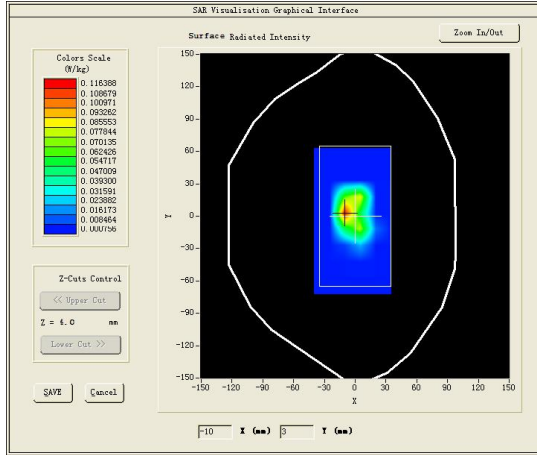 SAR Visualisation Graphical Interface
Surface Radiated Intensity
Zoom In/Out
Colors Scale
(W/kg)
0.116388
0.108679
0.100971
0.093262
0.085553
0.077844
0.070135
0.062426
0.054717
0.047009
0.039300
0.031591
0.023882
0.016173
0.008464
0.000756
150
120
90
60
30
0
-30
-60
-90
-120
-150
Y
-150 -120 -90 -60 -30 0 30 60 90 120 150
X
Z-Cuts Control
<< Upper Cut
Z = 4.0 mm
Lower Cut >>
SAVE Cancel
-10 X (mm) 3 Y (mm)